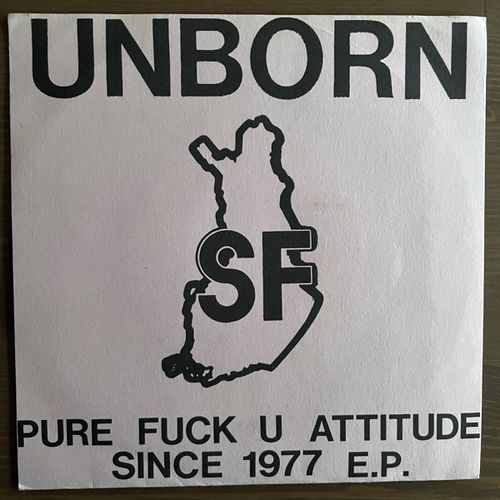 UNBORN
SF
PURE FUCK U ATTITUDE
SINCE 1977 E.P.